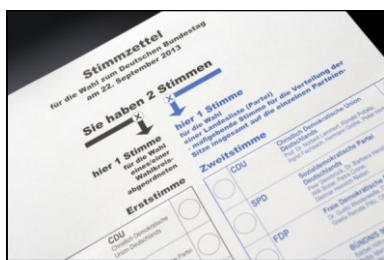 Stimmzettel
für die Wahl zum Deutschen Bundestag
am 22. September 2013
Sie haben 2 Stimmen
hier 1 Stimme
für die Wahl
eines/einer
Wahlkreis-
abgeordneten
hier 1 Stimme
für die Wahl
einer Landesliste (Partei)
- maßgebende Stimme für die Verteilung der
Sitze insgesamt auf die einzelnen Parteien-
Erststimme
Zweitstimme
CDU
Christlich Demokratische
Union Deutschlands
CDU
Christlich Demokratische Union
Deutschlands
SPD
Sozialdemokratische Partei
Deutschlands
FDP
Freie Demokratische
BÜNDNIS